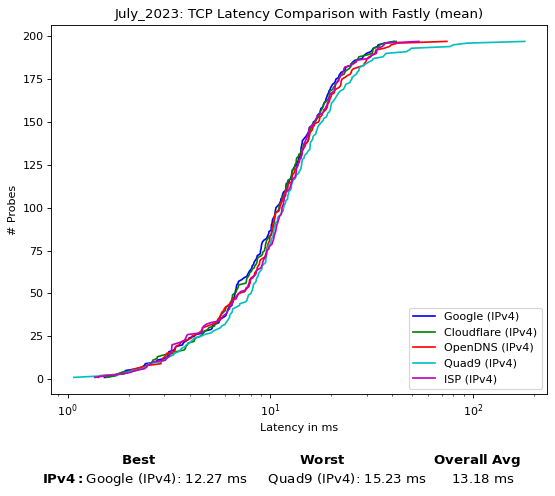 July_2023: TCP Latency Comparison with Fastly (mean)
200
175
150
125
100
75
50
25
0
# Probes
Google (IPv4)
Cloudflare (IPv4)
OpenDNS (IPv4)
Quad9 (IPv4)
ISP (IPv4)
10⁰ 10¹ 10²
Latency in ms
Best Worst Overall Avg
IPv4: Google (IPv4): 12.27 ms Quad9 (IPv4): 15.23 ms 13.18 ms